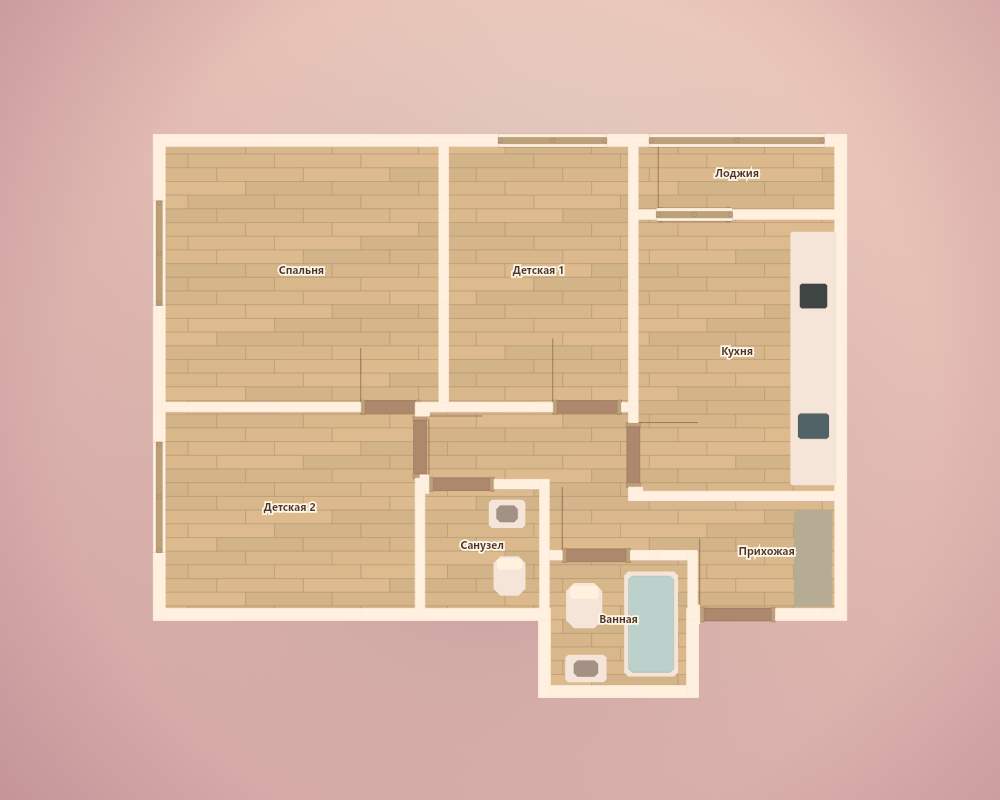 Лоджия
Спальня
Детская 1
Кухня
Детская 2
Санузел
Прихожая
Ванная